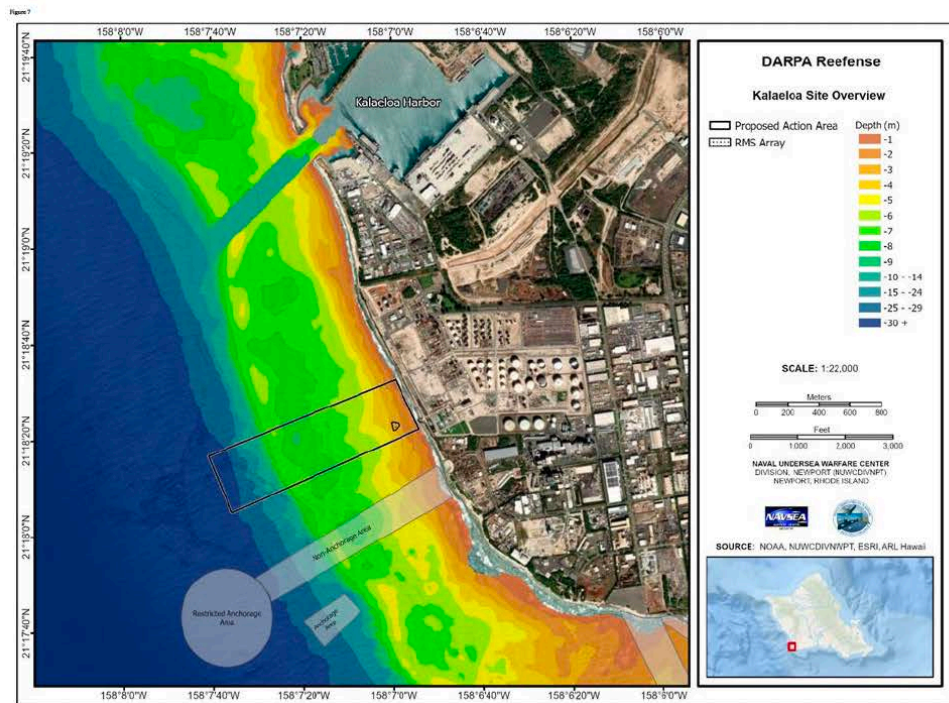 Figure 7
158°8'0"W 158°7'40"W 158°7'20"W 158°7'0"W 158°6'40"W 158°6'20"W 158°6'0"W
21°19'40"N
21°19'20"N
21°19'0"N
21°18'40"N
21°18'20"N
21°18'0"N
21°17'40"N
Kalaeloa Harbor
Non-Anchorage Area
Restricted Anchorage
Area
Anchorage
Area
158°8'0"W 158°7'40"W 158°7'20"W 158°7'0"W 158°6'40"W 158°6'20"W 158°6'0"W
DARPA Reefense
Kalaeloa Site Overview
Proposed Action Area
RMS Array
Depth (m)
-1
-2
-3
-4
-5
-6
-7
-8
-9
-10 - -14
-15 - -24
-25 - -29
-30 +
SCALE: 1:22,000
Meters
0 200 400 600 800
Feet
0 1,000 2,000 3,000
NAVAL UNDERSEA WARFARE CENTER
DIVISION, NEWPORT (NUWCDIVNPT)
NEWPORT, RHODE ISLAND
NAVSEA
SOURCE: NOAA, NUWCDIVNVPT, ESRI, ARL Hawaii